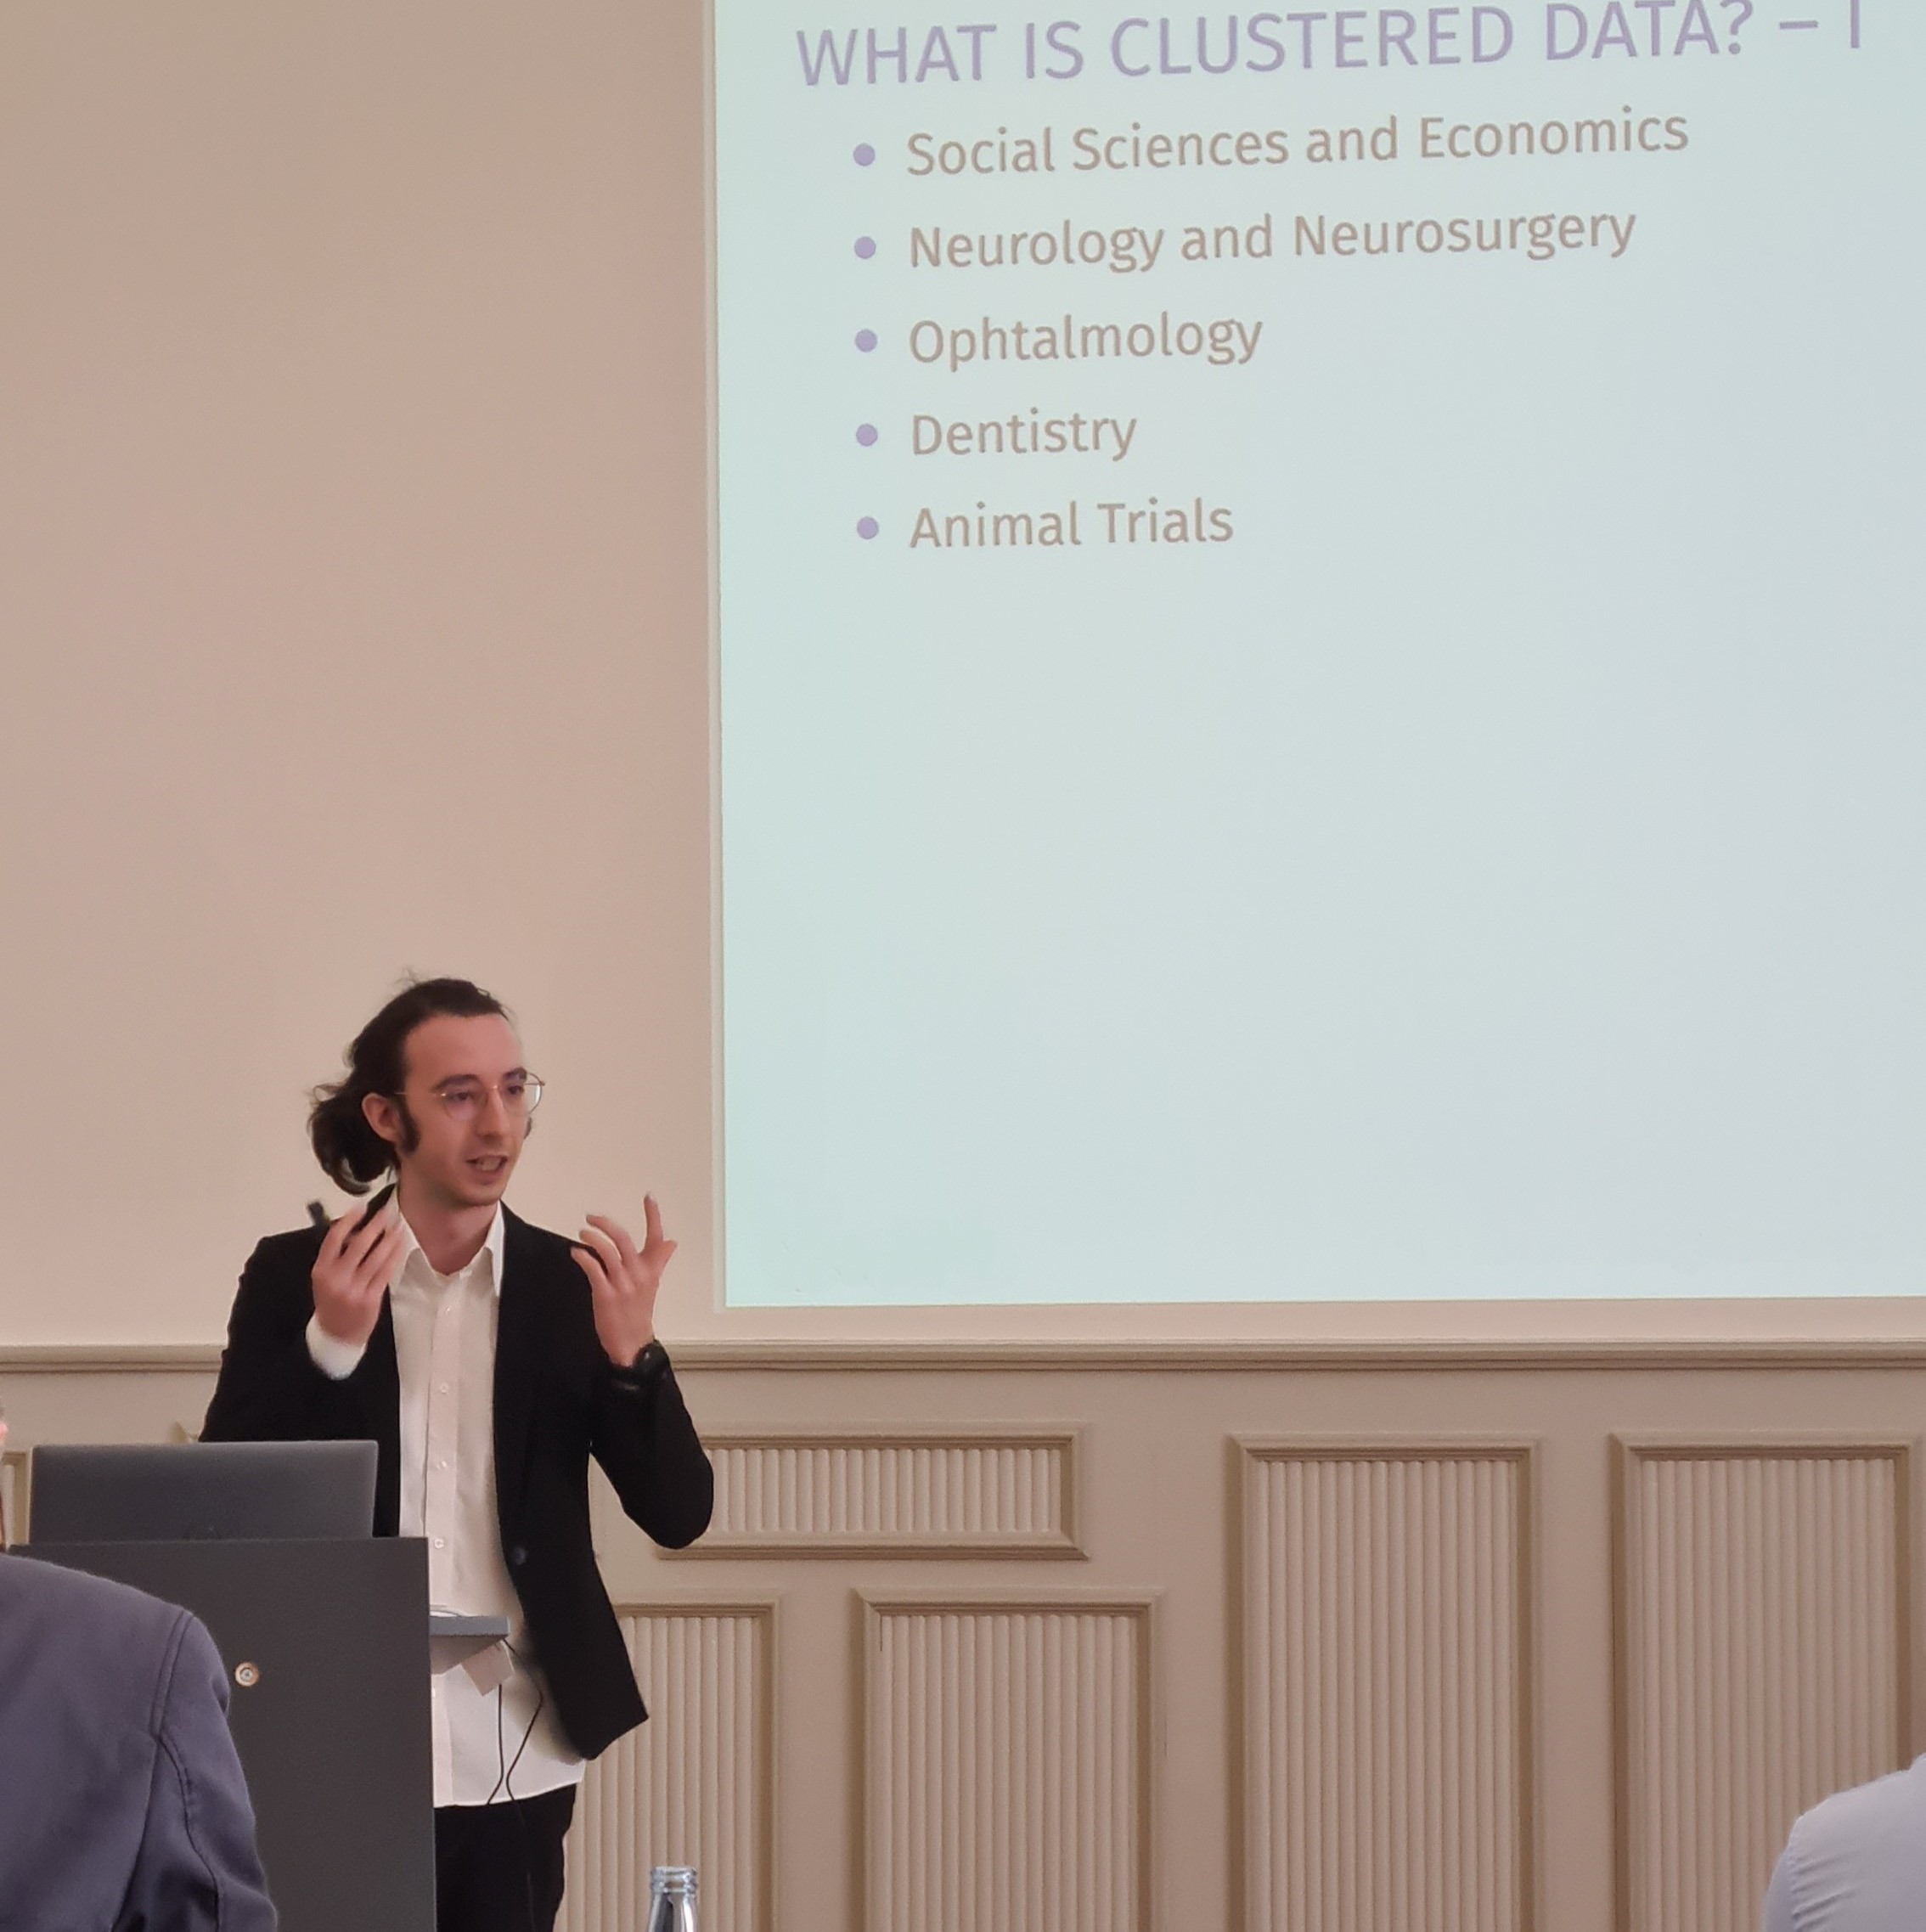 WHAT IS CLUSTERED DATA? – I
• Social Sciences and Economics
• Neurology and Neurosurgery
• Ophtalmology
• Dentistry
• Animal Trials